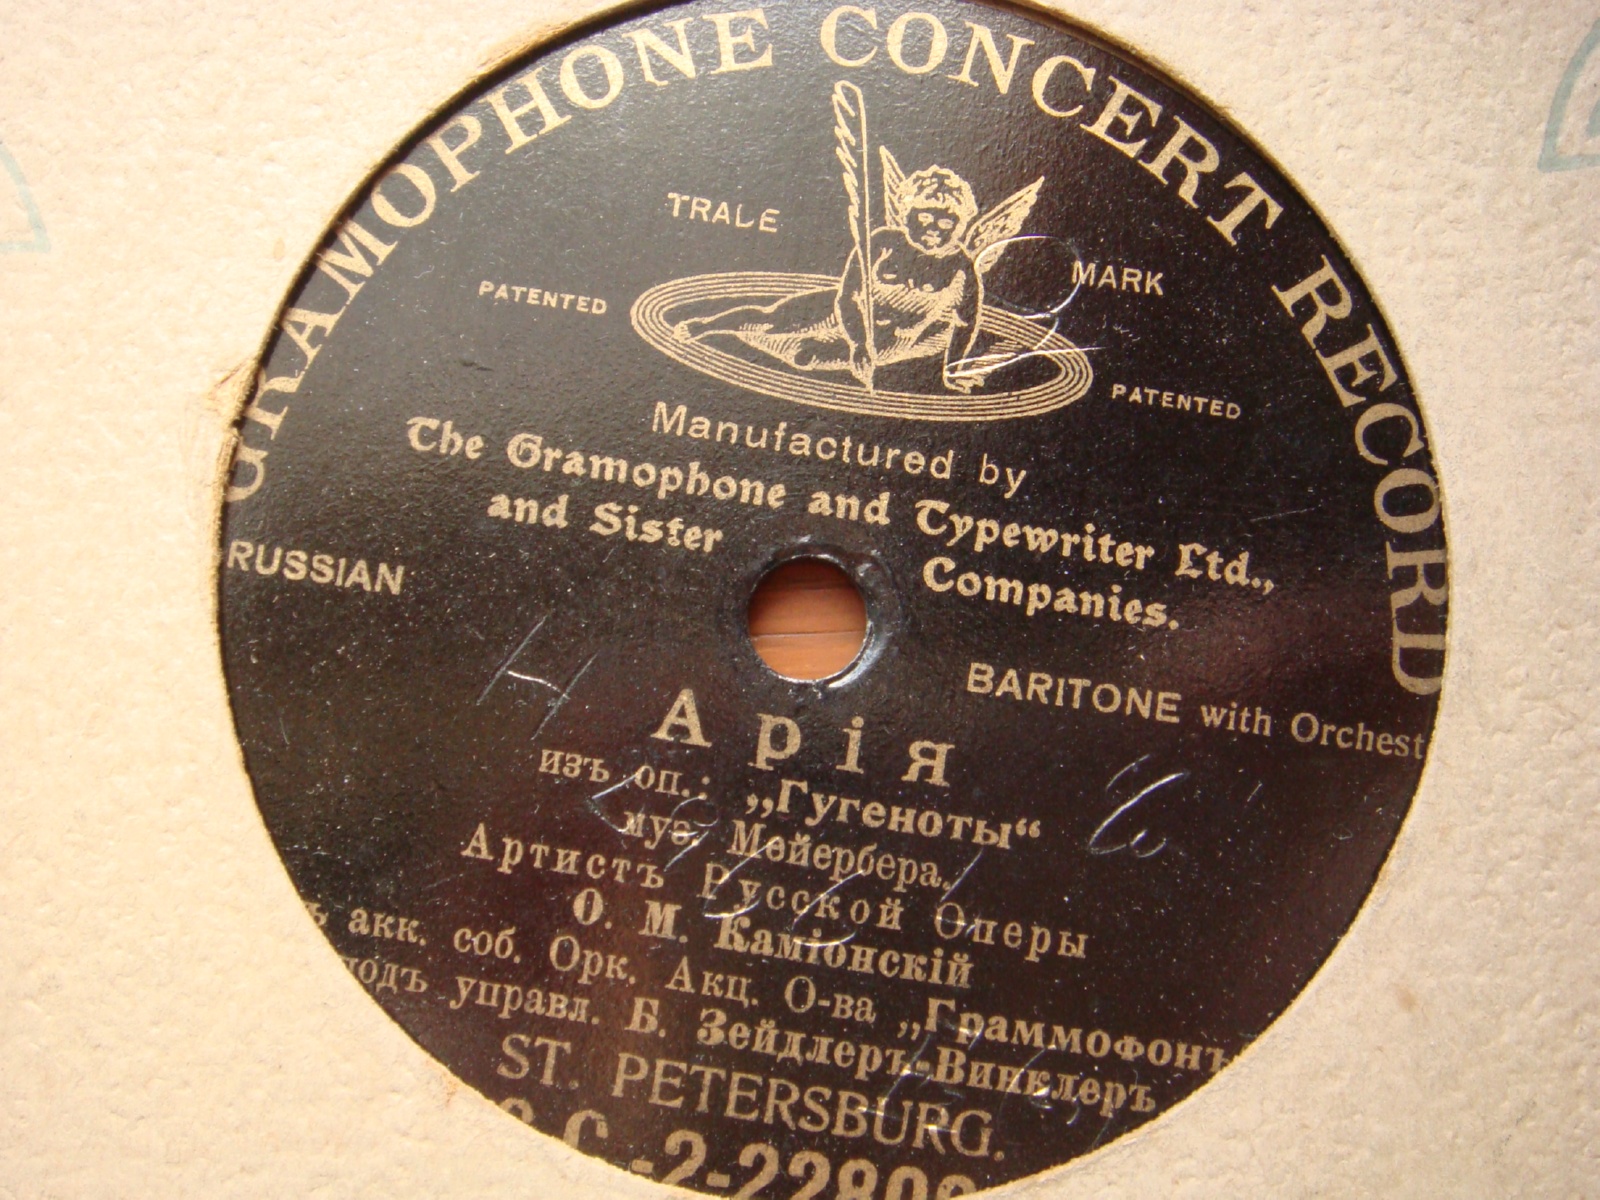 GRAMOPHONE CONCERT RECORD
TRADE
MARK
PATENTED
PATENTED
Manufactured by
The Gramophone and Typewriter Ltd.,
and Sister Companies.
RUSSIAN
BARITONE with Orchest
Арія
изъ оп.: „Гугеноты“
муз. Мейербера.
Артистъ Русской Оперы
О. М. Каміонскій
ъ акк. соб. Орк. Акц. О-ва „Граммофонъ
подъ управл. Б. Зейдлеръ-Винклеръ
ST. PETERSBURG.